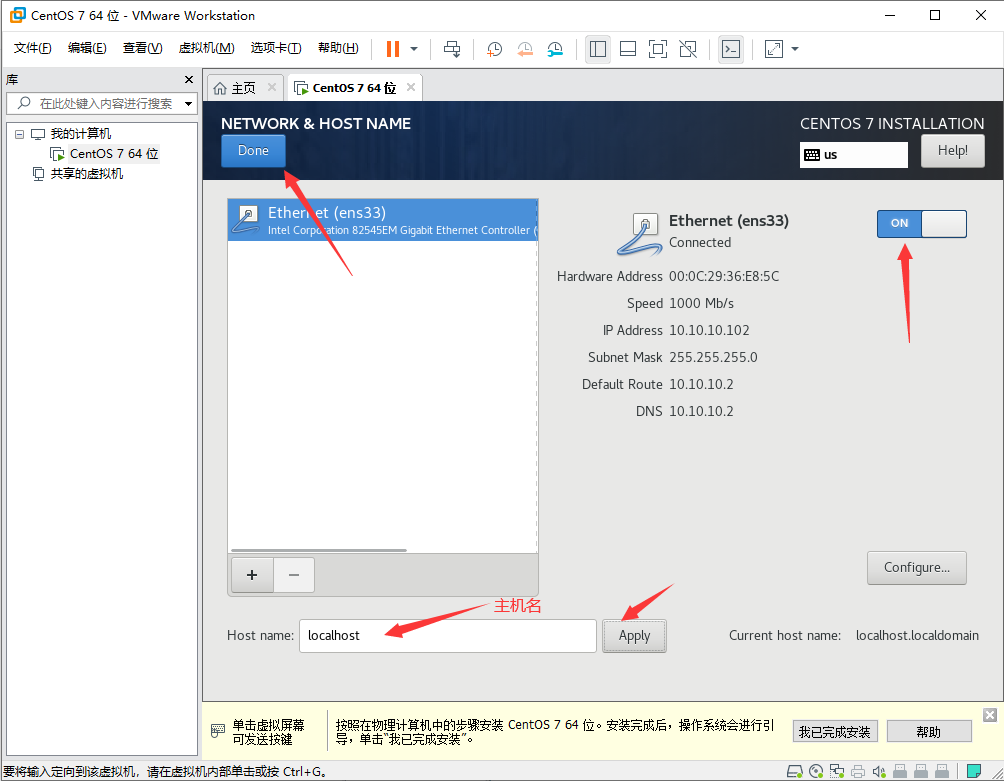 CentOS 7 64 位 - VMware Workstation
文件(F) 编辑(E) 查看(V) 虚拟机(M) 选项卡(T) 帮助(H)
库
在此处键入内容进行搜索
我的计算机
CentOS 7 64 位
共享的虚拟机
主页
CentOS 7 64 位
NETWORK & HOST NAME
CENTOS 7 INSTALLATION
Done
us
Help!
Ethernet (ens33)
Intel Corporation 82545EM Gigabit Ethernet Controller (
Ethernet (ens33)
Connected
ON
Hardware Address 00:0C:29:36:E8:5C
Speed 1000 Mb/s
IP Address 10.10.10.102
Subnet Mask 255.255.255.0
Default Route 10.10.10.2
DNS 10.10.10.2
+ −
Configure...
主机名
Host name: localhost
Apply
Current host name: localhost.localdomain
单击虚拟屏幕
可发送按键
按照在物理计算机中的步骤安装 CentOS 7 64 位。安装完成后，操作系统会进行引
导，单击“我已完成安装”。
我已完成安装
帮助
要将输入定向到该虚拟机，请在虚拟机内部单击或按 Ctrl+G。